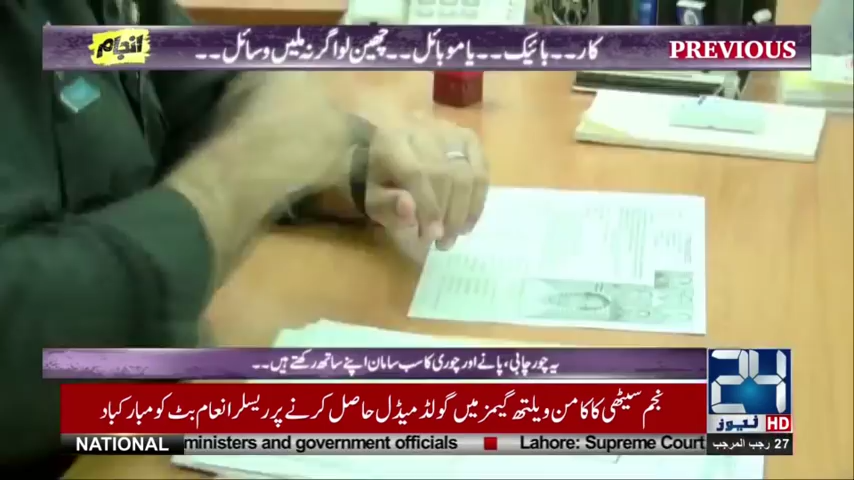 انجام
کار۔۔بائیک۔۔یا موبائل۔۔چھین لوا گر نہ ملیں وسائل۔۔
PREVIOUS
یہ چور چابی، پانے اور چوری کا سب سامان اپنے ساتھ رکھتے ہیں۔۔
نجم سیٹھی کا کامن ویلتھ گیمز میں گولڈ میڈل حاصل کرنے پر ریسلر انعام بٹ کو مبارکباد
24
نیوز HD
NATIONAL
ministers and government officials ■ Lahore: Supreme Court
27 رجب المرجب